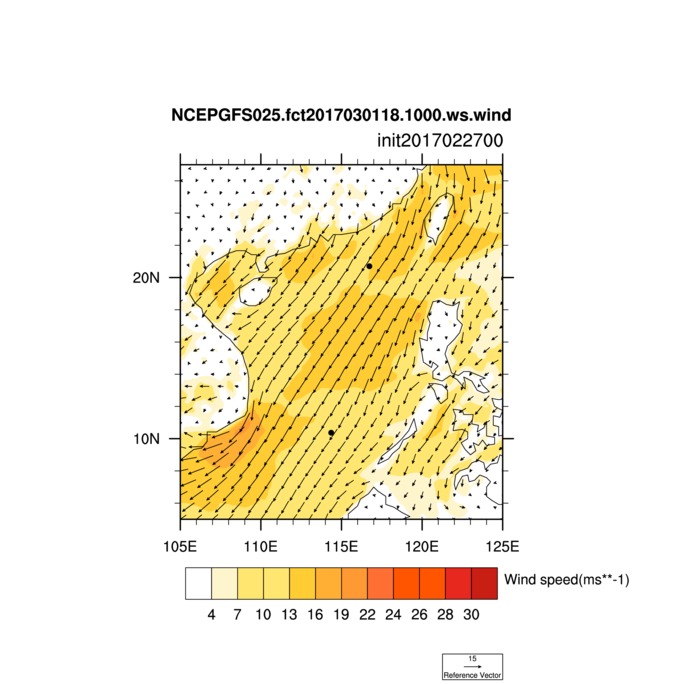 NCEPGFS025.fct2017030118.1000.ws.wind
init2017022700
20N
10N
105E 110E 115E 120E 125E
Wind speed(ms**-1)
4 7 10 13 16 19 22 24 26 28 30
15
Reference Vector